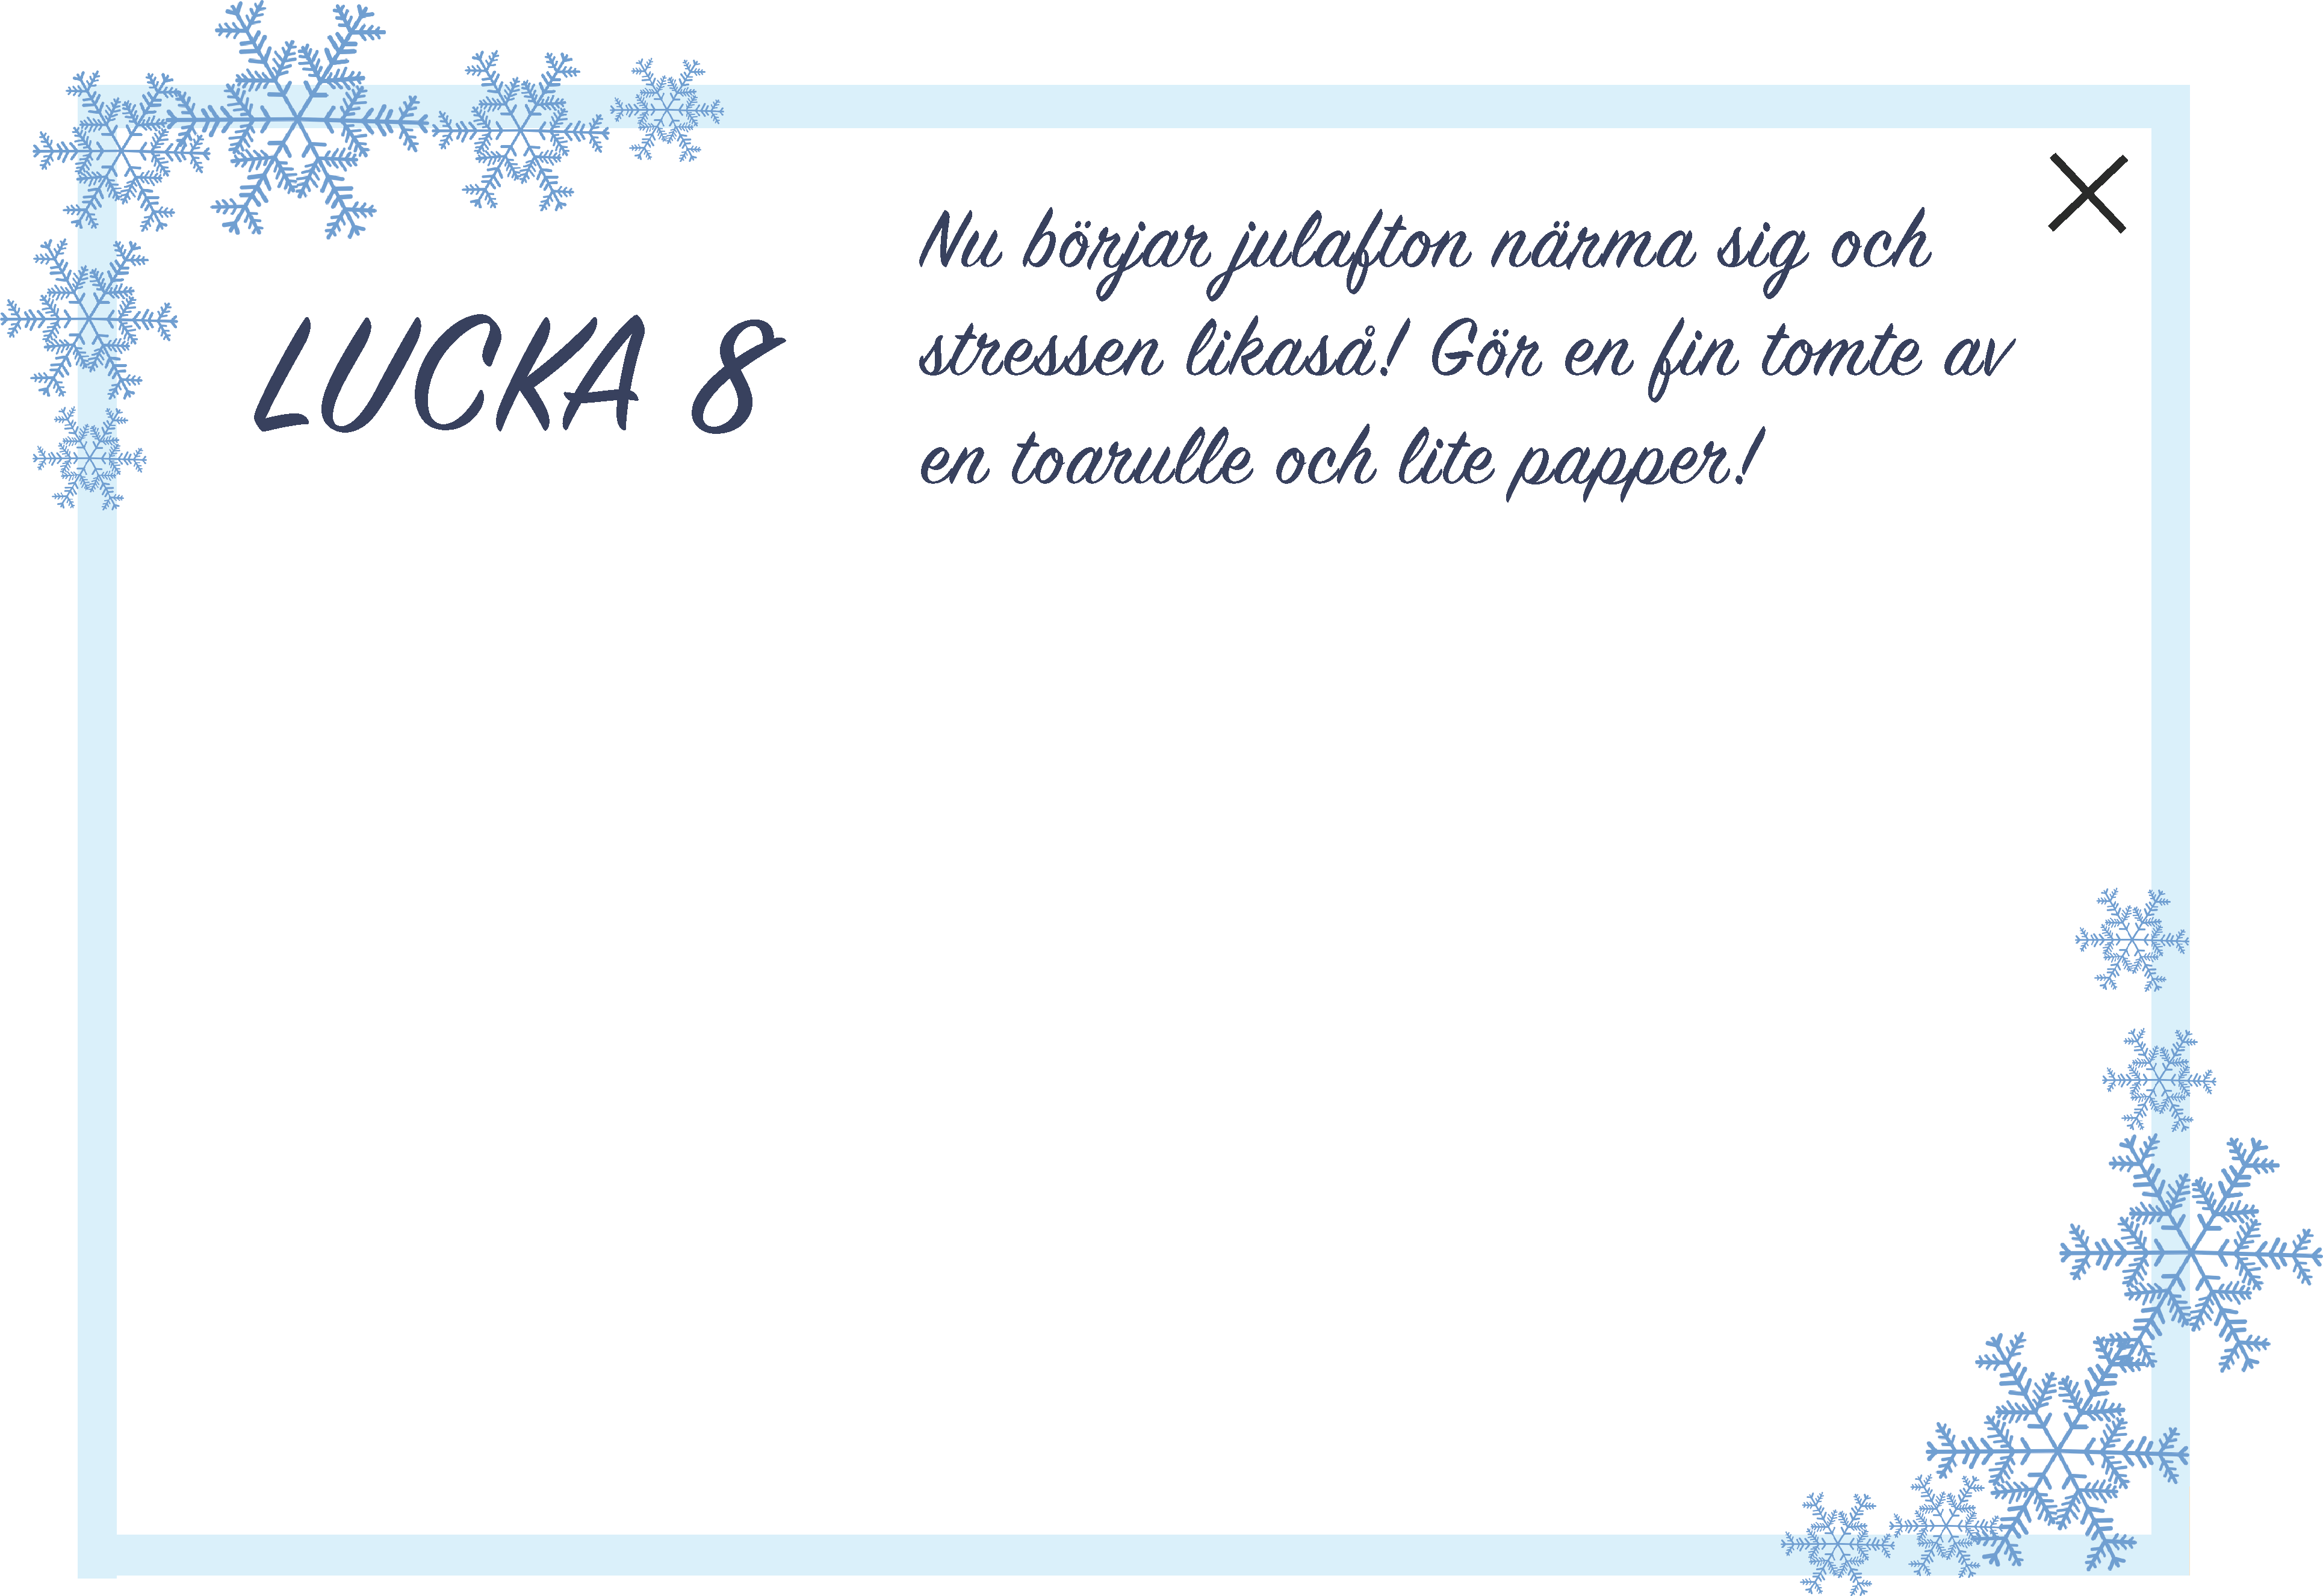 LUCKA 8
Nu börjar julafton närma sig och
stressen likaså! Gör en fin tomte av
en toarulle och lite papper!